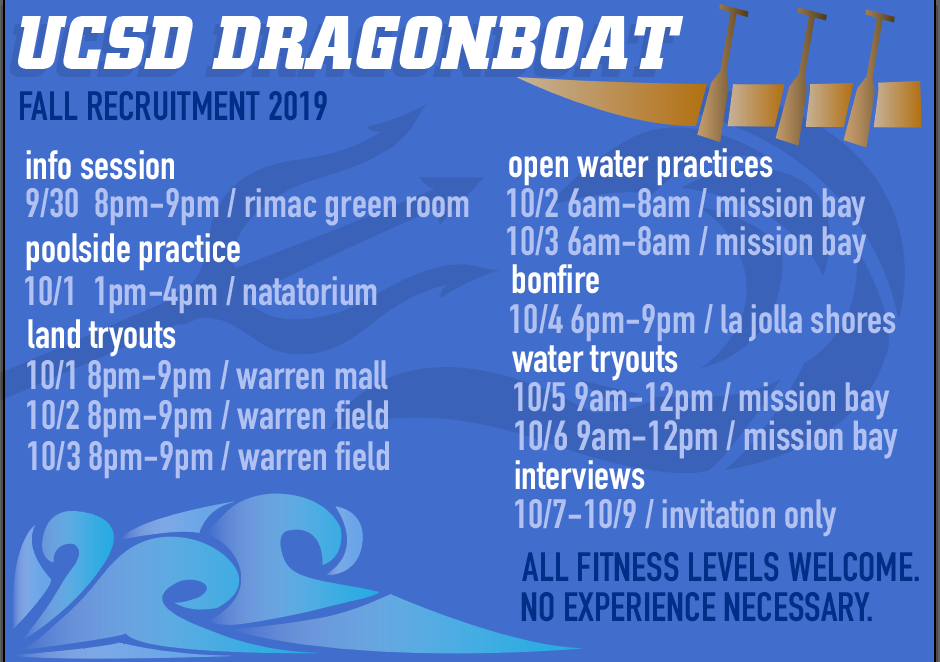 UCSD DRAGONBOAT
FALL RECRUITMENT 2019
info session
9/30 8pm-9pm / rimac green room
poolside practice
10/1 1pm-4pm / natatorium
land tryouts
10/1 8pm-9pm / warren mall
10/2 8pm-9pm / warren field
10/3 8pm-9pm / warren field
open water practices
10/2 6am-8am / mission bay
10/3 6am-8am / mission bay
bonfire
10/4 6pm-9pm / la jolla shores
water tryouts
10/5 9am-12pm / mission bay
10/6 9am-12pm / mission bay
interviews
10/7-10/9 / invitation only
ALL FITNESS LEVELS WELCOME.
NO EXPERIENCE NECESSARY.